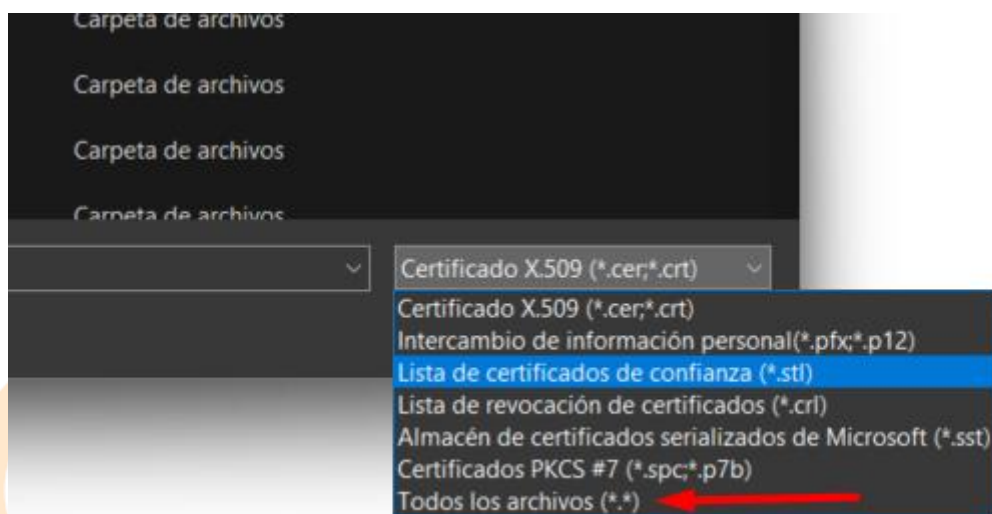 Carpeta de archivos
Carpeta de archivos
Carpeta de archivos
Carpeta de archivos
Certificado X.509 (*.cer;*.crt)
Certificado X.509 (*.cer;*.crt)
Intercambio de información personal(*.pfx;*.p12)
Lista de certificados de confianza (*.stl)
Lista de revocación de certificados (*.crl)
Almacén de certificados serializados de Microsoft (*.sst)
Certificados PKCS #7 (*.spc;*.p7b)
Todos los archivos (*.*)